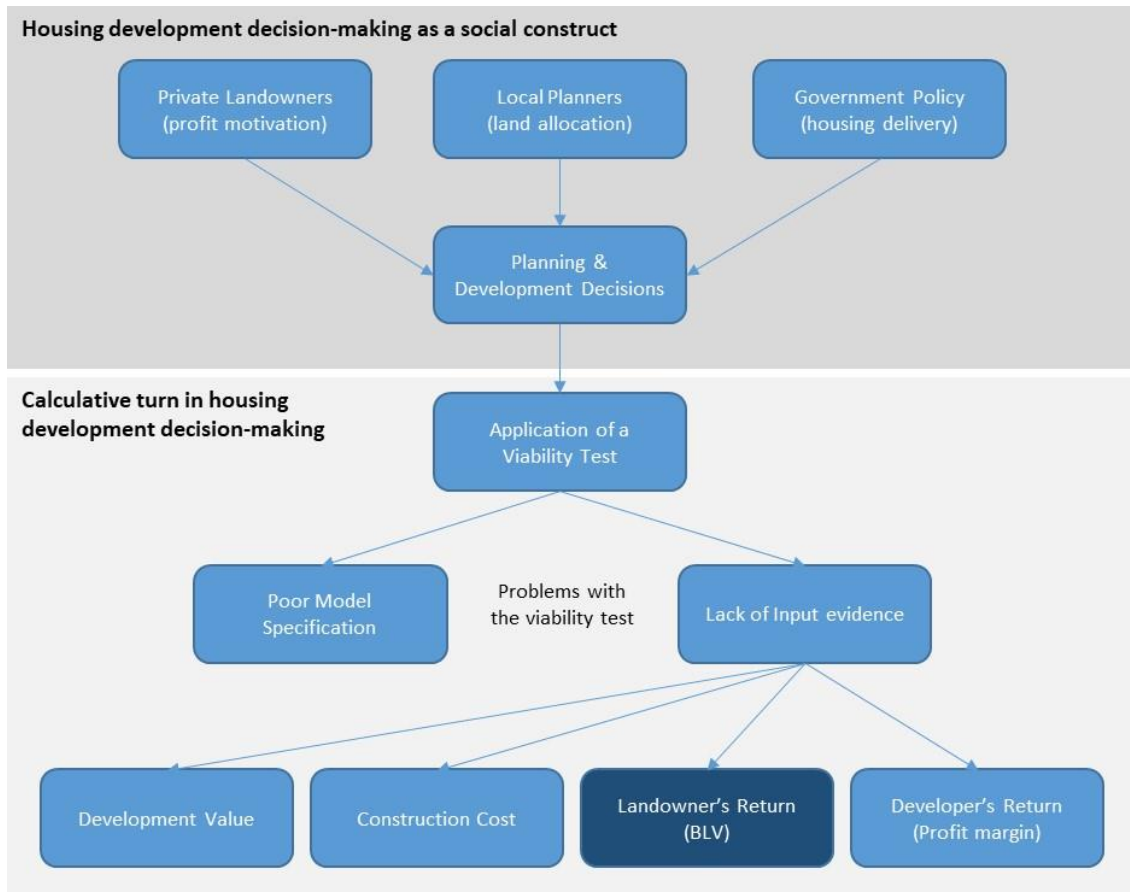 Housing development decision-making as a social construct
Private Landowners
(profit motivation)
Local Planners
(land allocation)
Government Policy
(housing delivery)
Planning &
Development Decisions
Calculative turn in housing
development decision-making
Application of a
Viability Test
Poor Model
Specification
Problems with
the viability test
Lack of Input evidence
Development Value
Construction Cost
Landowner's Return
(BLV)
Developer's Return
(Profit margin)